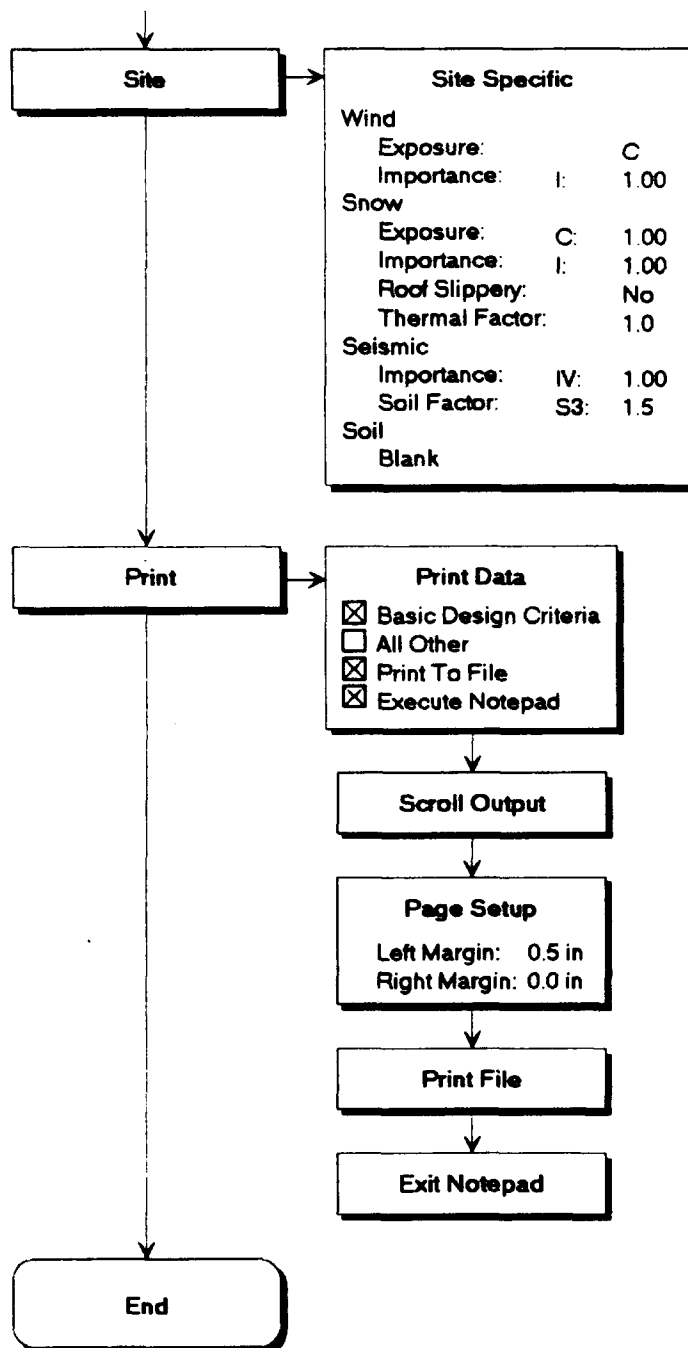 Site
Site Specific
Wind
Exposure: C
Importance: I: 1.00
Snow
Exposure: C: 1.00
Importance: I: 1.00
Roof Slippery: No
Thermal Factor: 1.0
Seismic
Importance: IV: 1.00
Soil Factor: S3: 1.5
Soil
Blank
Print
Print Data
Basic Design Criteria
All Other
Print To File
Execute Notepad
Scroll Output
Page Setup
Left Margin: 0.5 in
Right Margin: 0.0 in
Print File
Exit Notepad
End